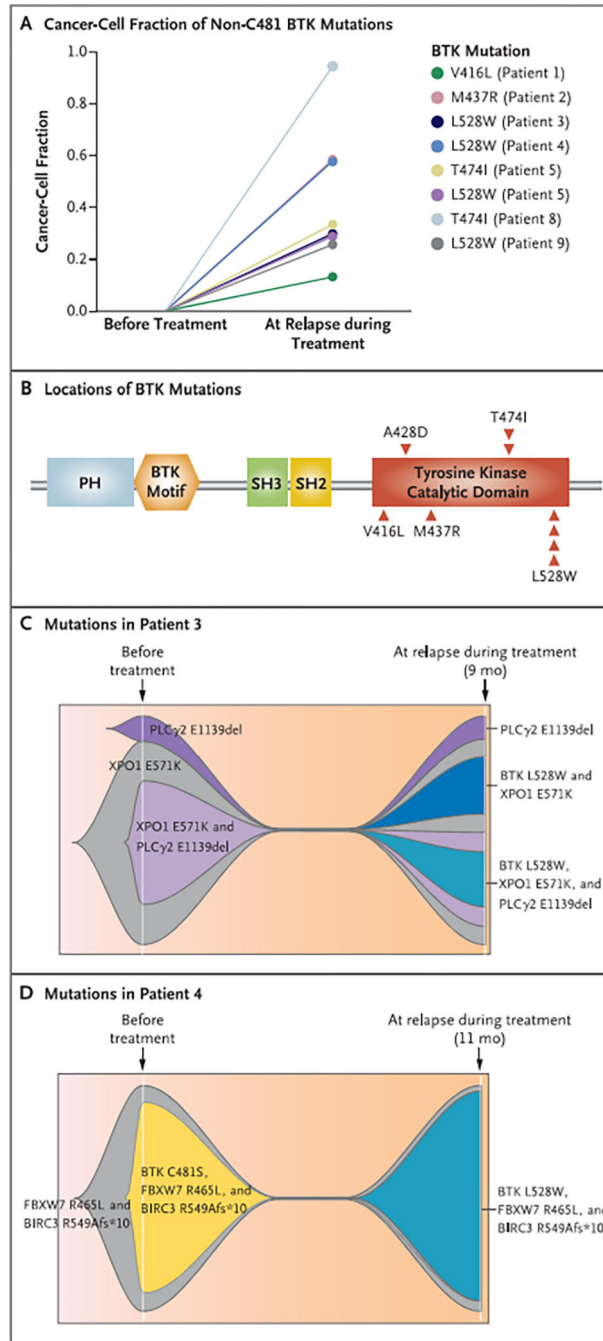 A Cancer-Cell Fraction of Non-C481 BTK Mutations
Cancer-Cell Fraction
1.0
0.8
0.6
0.4
0.2
0.0
Before Treatment
At Relapse during
Treatment
BTK Mutation
V416L (Patient 1)
M437R (Patient 2)
L528W (Patient 3)
L528W (Patient 4)
T474I (Patient 5)
L528W (Patient 5)
T474I (Patient 8)
L528W (Patient 9)
B Locations of BTK Mutations
A428D
T474I
PH
BTK
Motif
SH3
SH2
Tyrosine Kinase
Catalytic Domain
V416L
M437R
L528W
C Mutations in Patient 3
Before
treatment
At relapse during treatment
(9 mo)
PLCγ2 E1139del
XPO1 E571K
XPO1 E571K and
PLCγ2 E1139del
PLCγ2 E1139del
BTK L528W and
XPO1 E571K
BTK L528W,
XPO1 E571K, and
PLCγ2 E1139del
D Mutations in Patient 4
Before
treatment
At relapse during treatment
(11 mo)
FBXW7 R465L and
BIRC3 R549Afs*10
BTK C481S,
FBXW7 R465L, and
BIRC3 R549Afs*10
BTK L528W,
FBXW7 R465L, and
BIRC3 R549Afs*10